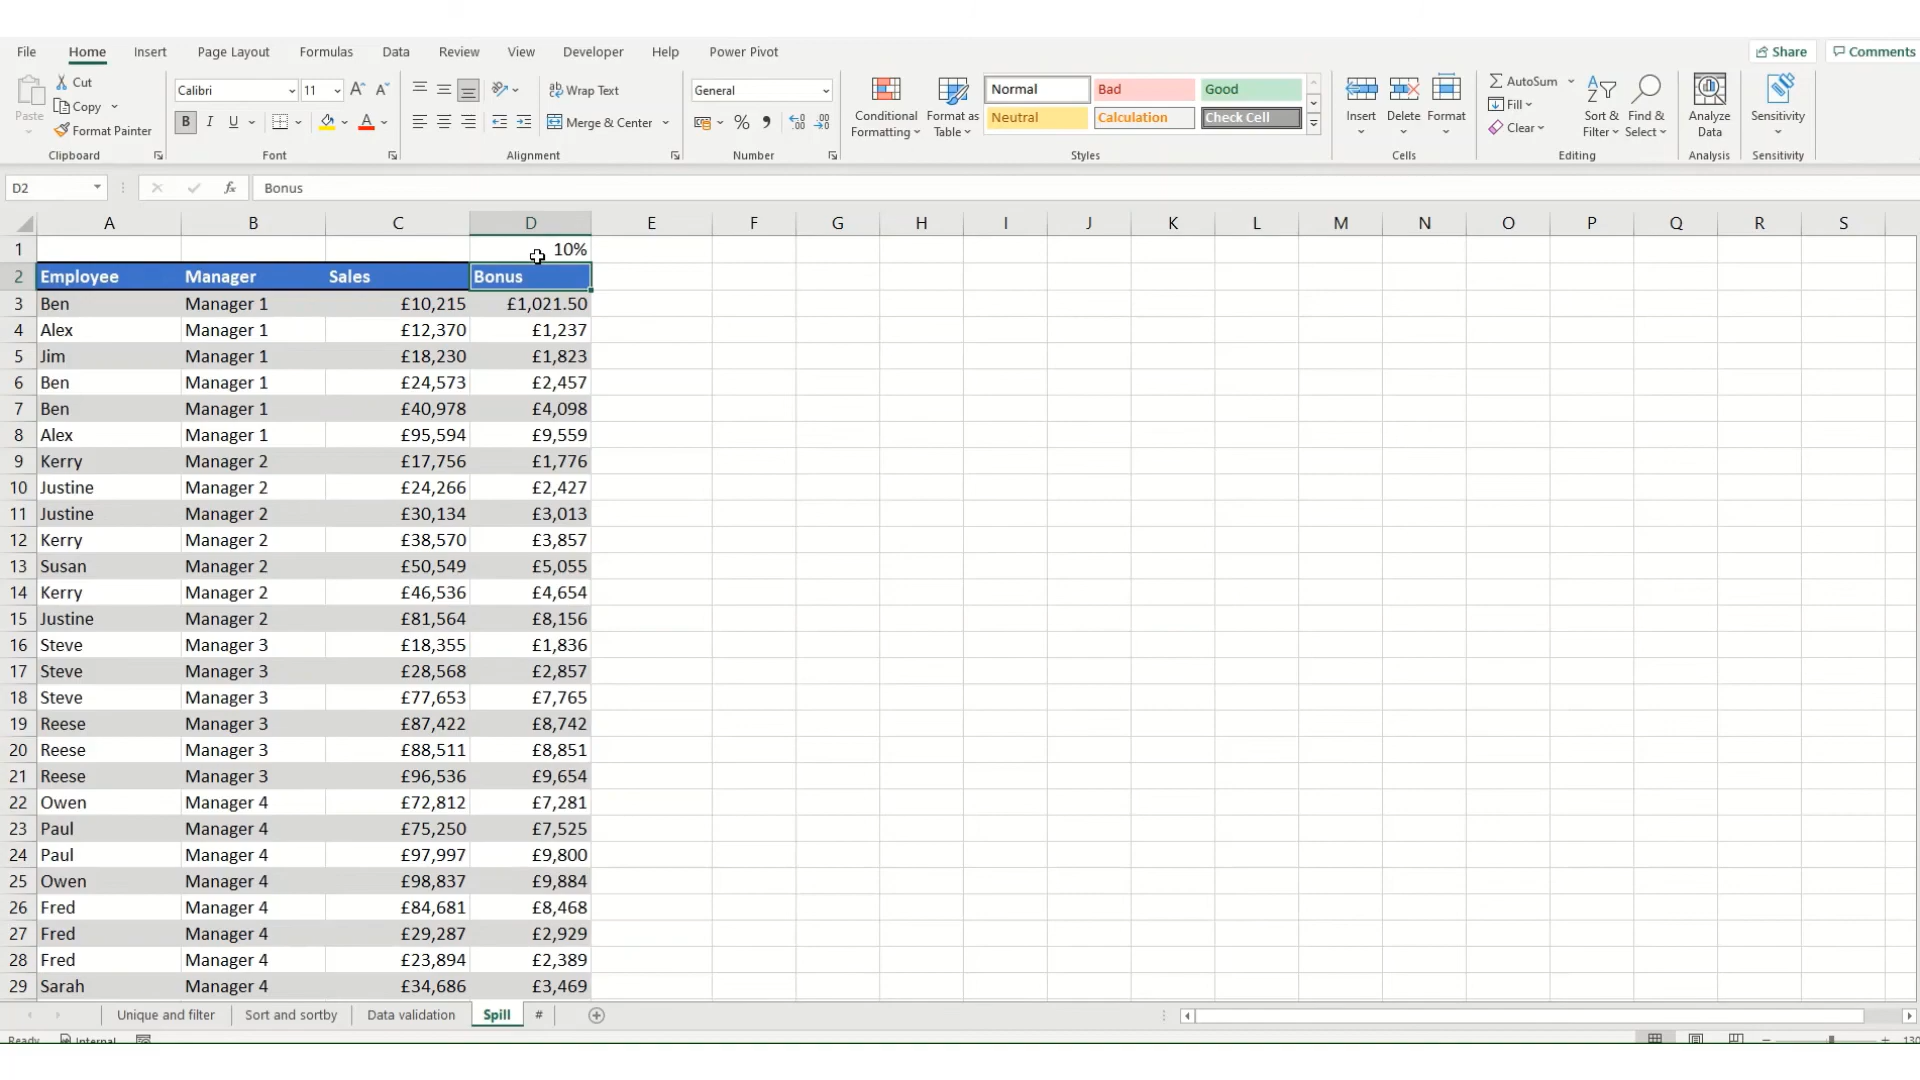 File Home Insert Page Layout Formulas Data Review View Developer Help Power Pivot Share Comments
Cut Calibri 11 Wrap Text General Normal Bad Good AutoSum
Paste Copy Conditional Formatting Format as Table Insert Delete Format Fill Sort & Filter Find & Select Analyze Data Sensitivity
Format Painter B I U A Merge & Center % Neutral Calculation Check Cell Clear
Clipboard Font Alignment Number Styles Cells Editing Analysis Sensitivity
D2 fx Bonus
A B C D E F G H I J K L M N O P Q R S
1 10%
2 Employee Manager Sales Bonus
3 Ben Manager 1 £10,215 £1,021.50
4 Alex Manager 1 £12,370 £1,237
5 Jim Manager 1 £18,230 £1,823
6 Ben Manager 1 £24,573 £2,457
7 Ben Manager 1 £40,978 £4,098
8 Alex Manager 1 £95,594 £9,559
9 Kerry Manager 2 £17,756 £1,776
10 Justine Manager 2 £24,266 £2,427
11 Justine Manager 2 £30,134 £3,013
12 Kerry Manager 2 £38,570 £3,857
13 Susan Manager 2 £50,549 £5,055
14 Kerry Manager 2 £46,536 £4,654
15 Justine Manager 2 £81,564 £8,156
16 Steve Manager 3 £18,355 £1,836
17 Steve Manager 3 £28,568 £2,857
18 Steve Manager 3 £77,653 £7,765
19 Reese Manager 3 £87,422 £8,742
20 Reese Manager 3 £88,511 £8,851
21 Reese Manager 3 £96,536 £9,654
22 Owen Manager 4 £72,812 £7,281
23 Paul Manager 4 £75,250 £7,525
24 Paul Manager 4 £97,997 £9,800
25 Owen Manager 4 £98,837 £9,884
26 Fred Manager 4 £84,681 £8,468
27 Fred Manager 4 £29,287 £2,929
28 Fred Manager 4 £23,894 £2,389
29 Sarah Manager 4 £34,686 £3,469
Unique and filter Sort and sortby Data validation Spill #
Ready Internal